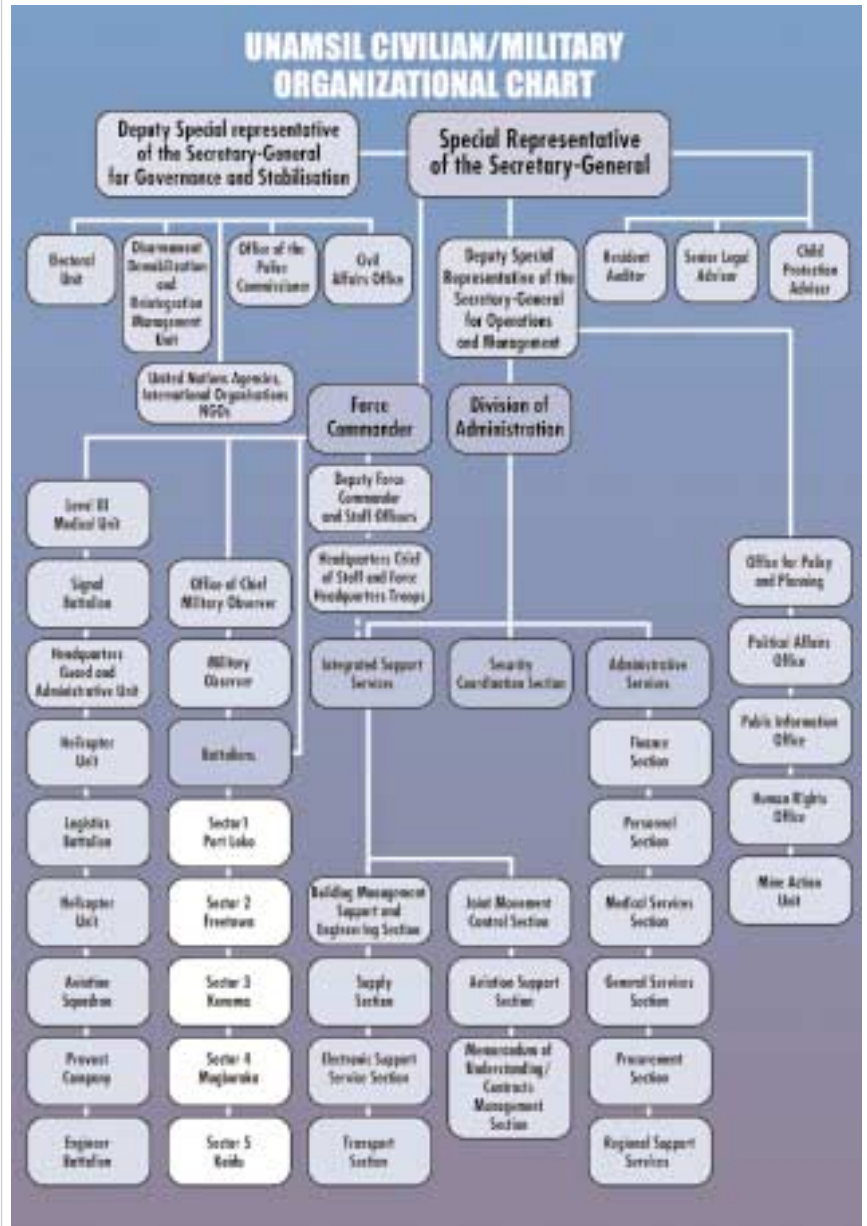 UNAMSIL CIVILIAN/MILITARY
ORGANIZATIONAL CHART
Deputy Special representative
of the Secretary-General
for Governance and Stabilisation
Special Representative
of the Secretary-General
Electoral
Unit
Disarmament
Demobilization
and
Reintegration
Management
Unit
Office of the
Police
Commissioner
Civil
Affairs Office
Deputy Special
Representative of the
Secretary-General
for Operations
and Management
Resident
Auditor
Senior Legal
Adviser
Child
Protection
Adviser
United Nations Agencies,
International Organisations
NGOs
Force
Commander
Division of
Administration
Deputy Force
Commander
and Staff Officers
Headquarters Chief
of Staff and Force
Headquarters Troops
Level III
Medical Unit
Signal
Battalion
Headquarters
Guard and
Administrative Unit
Helicopter
Unit
Logistics
Battalion
Helicopter
Unit
Aviation
Squadron
Provost
Company
Engineer
Battalion
Office of Chief
Military Observer
Military
Observer
Battalions
Sector1
Port Loko
Sector 2
Freetown
Sector 3
Kenema
Sector 4
Magburaka
Sector 5
Koidu
Integrated Support
Services
Security
Coordination Section
Administrative
Services
Building Management
Support and
Engineering Section
Supply
Section
Electronic Support
Service Section
Transport
Section
Joint Movement
Control Section
Aviation Support
Section
Memorandum of
Understanding/
Contracts
Management
Section
Finance
Section
Personnel
Section
Medical Services
Section
General Services
Section
Procurement
Section
Regional Support
Services
Office for Policy
and Planning
Political Affairs
Office
Public Information
Office
Human Rights
Office
Mine Action
Unit